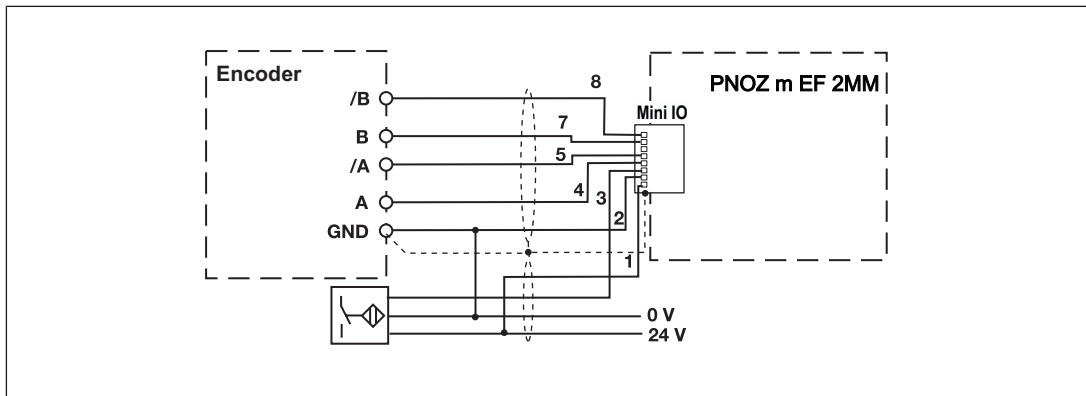 Encoder
PNOZ m EF 2MM
/B
8
Mini IO
B
7
/A
5
A
4
3
GND
2
1
0 V
24 V